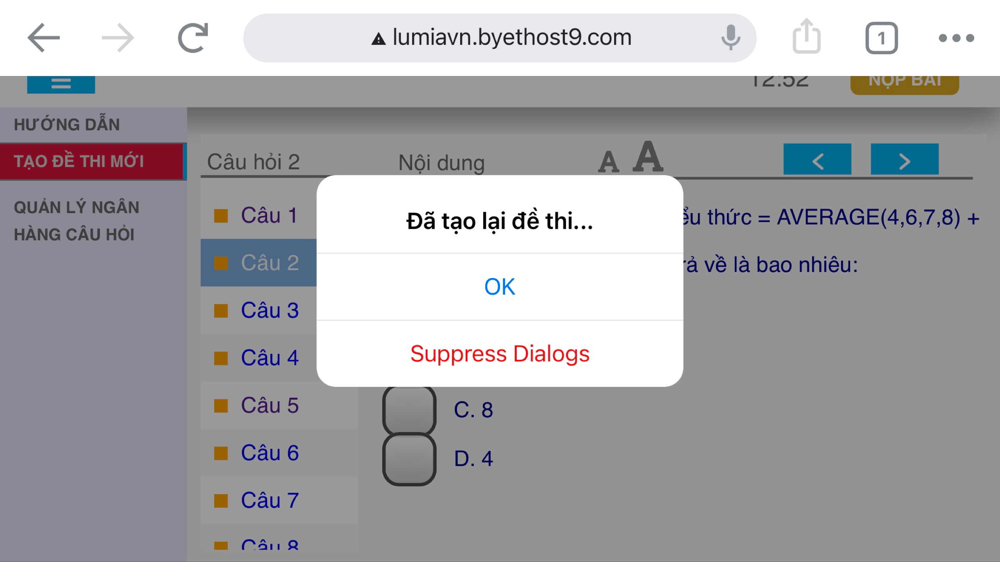 lumiavn.byethost9.com
1
12:52
NỘP BÀI
HƯỚNG DẪN
TẠO ĐỀ THI MỚI
QUẢN LÝ NGÂN
HÀNG CÂU HỎI
Câu hỏi 2
Nội dung
A A
< >
Câu 1
Câu 2
Câu 3
Câu 4
Câu 5
Câu 6
Câu 7
Câu 8
thức = AVERAGE(4,6,7,8) +
về là bao nhiêu:
Đã tạo lại đề thi...
OK
Suppress Dialogs
C. 8
D. 4